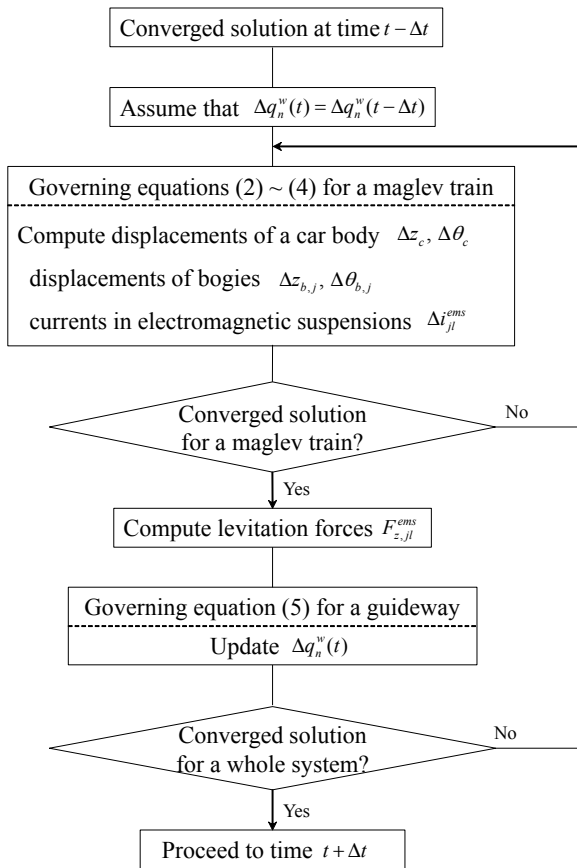 Converged solution at time t − Δt
Assume that Δq_n^w(t) = Δq_n^w(t − Δt)
Governing equations (2) ~ (4) for a maglev train
Compute displacements of a car body Δz_c, Δθ_c
displacements of bogies Δz_{b,j}, Δθ_{b,j}
currents in electromagnetic suspensions Δi_{jl}^{ems}
Converged solution
for a maglev train?
No
Yes
Compute levitation forces F_{z,jl}^{ems}
Governing equation (5) for a guideway
Update Δq_n^w(t)
Converged solution
for a whole system?
No
Yes
Proceed to time t + Δt